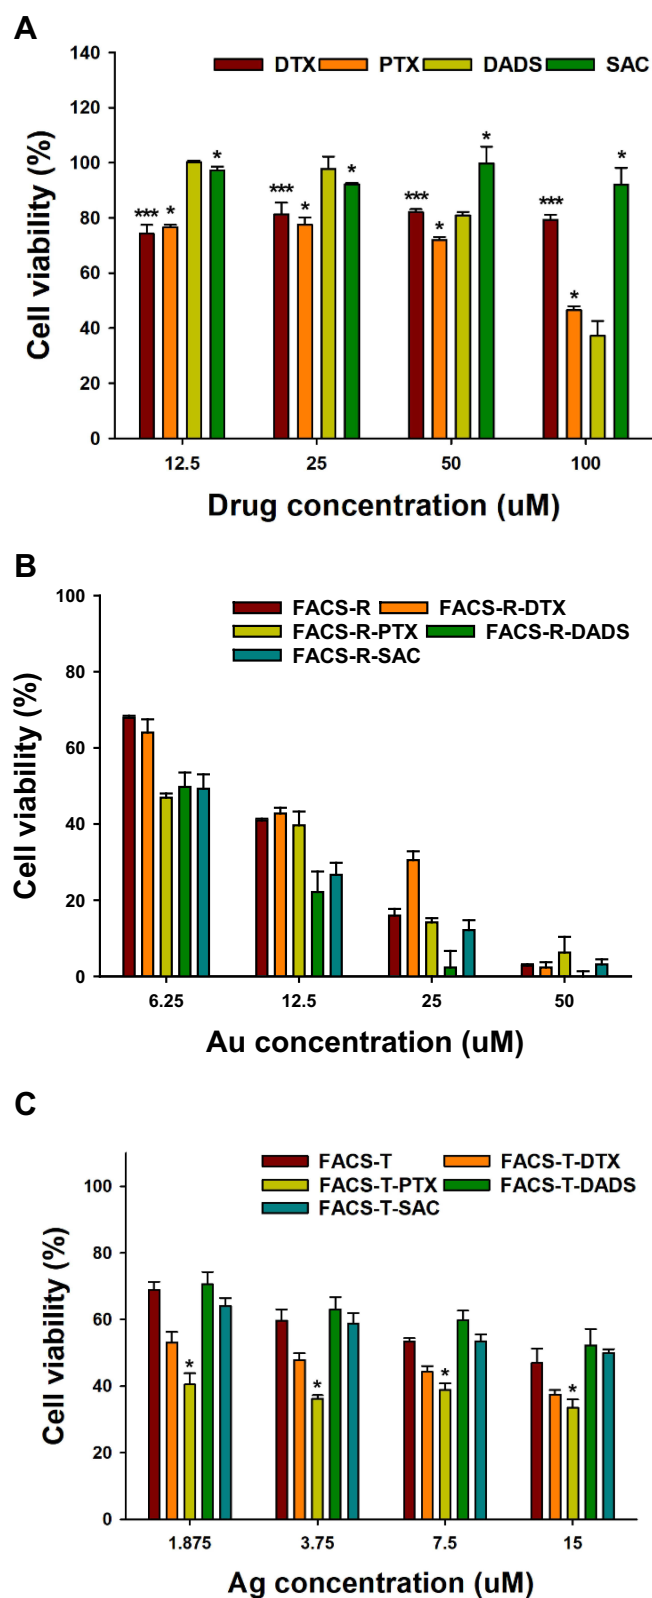 A
140
DTX PTX DADS SAC
120
100
80
60
40
20
0
Cell viability (%)
*** * *
*** * *
*** * *
*** * *
12.5 25 50 100
Drug concentration (uM)
B
100
FACS-R FACS-R-DTX
FACS-R-PTX FACS-R-DADS
FACS-R-SAC
80
60
40
20
0
Cell viability (%)
6.25 12.5 25 50
Au concentration (uM)
C
FACS-T FACS-T-DTX
FACS-T-PTX FACS-T-DADS
FACS-T-SAC
100
80
60
40
20
0
Cell viability (%)
* * * *
1.875 3.75 7.5 15
Ag concentration (uM)